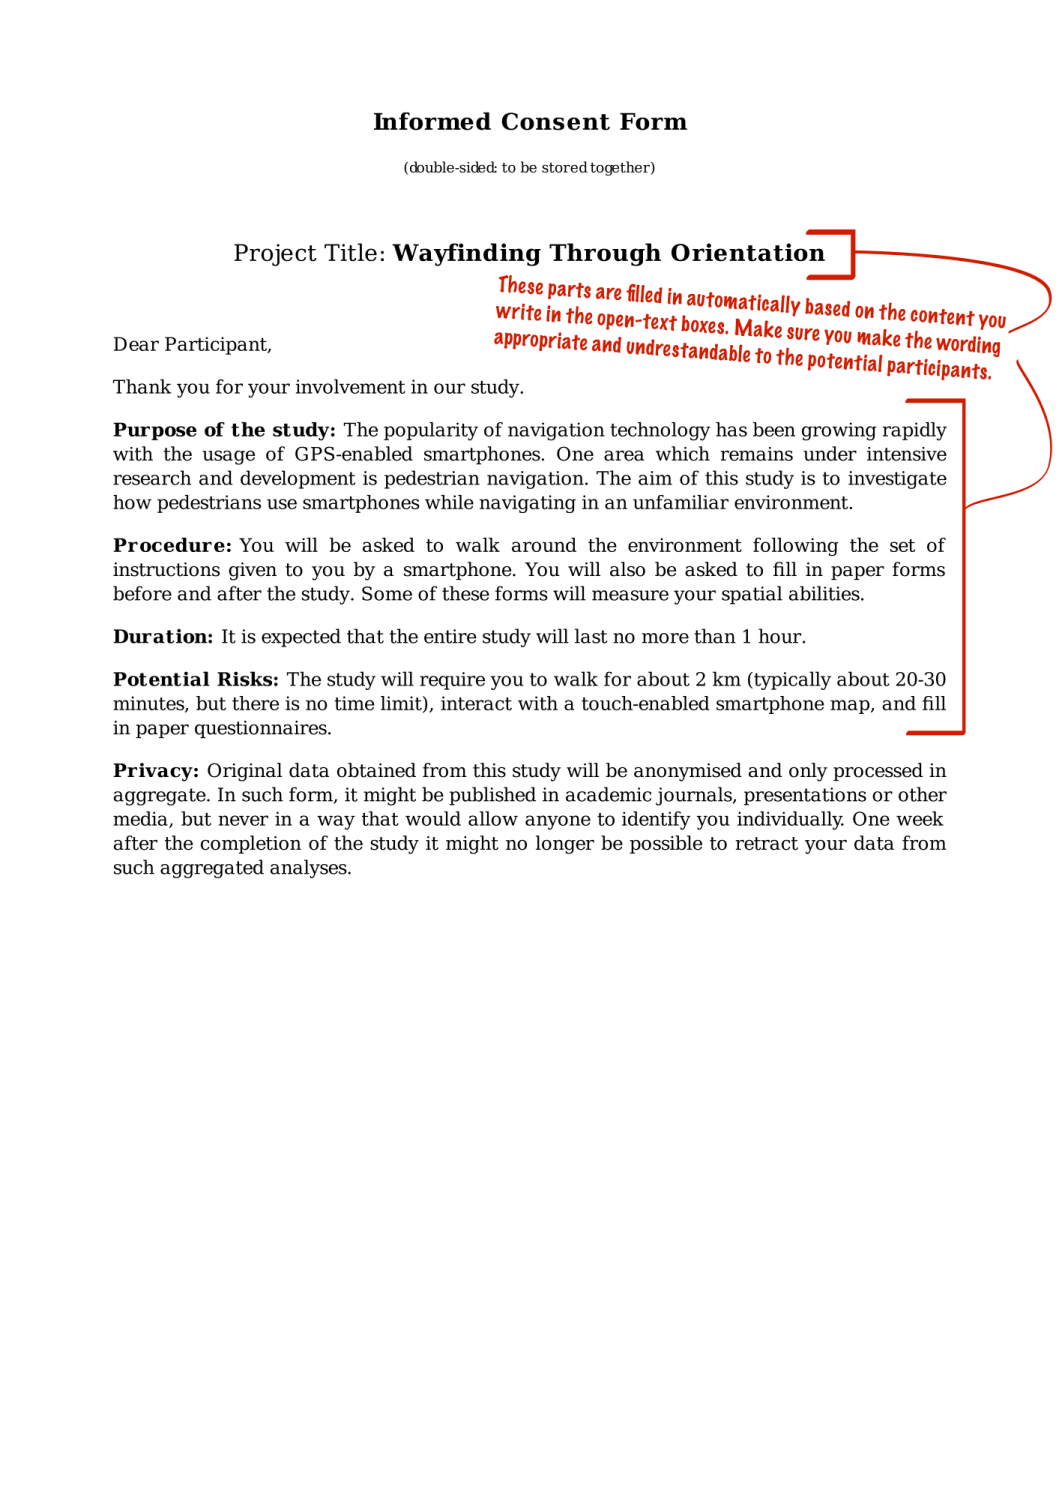 Informed Consent Form
(double-sided: to be stored together)
Project Title: Wayfinding Through Orientation
These parts are filled in automatically based on the content you
write in the open-text boxes. Make sure you make the wording
appropriate and undrestandable to the potential participants.
Dear Participant,
Thank you for your involvement in our study.
Purpose of the study: The popularity of navigation technology has been growing rapidly
with the usage of GPS-enabled smartphones. One area which remains under intensive
research and development is pedestrian navigation. The aim of this study is to investigate
how pedestrians use smartphones while navigating in an unfamiliar environment.
Procedure: You will be asked to walk around the environment following the set of
instructions given to you by a smartphone. You will also be asked to fill in paper forms
before and after the study. Some of these forms will measure your spatial abilities.
Duration: It is expected that the entire study will last no more than 1 hour.
Potential Risks: The study will require you to walk for about 2 km (typically about 20-30
minutes, but there is no time limit), interact with a touch-enabled smartphone map, and fill
in paper questionnaires.
Privacy: Original data obtained from this study will be anonymised and only processed in
aggregate. In such form, it might be published in academic journals, presentations or other
media, but never in a way that would allow anyone to identify you individually. One week
after the completion of the study it might no longer be possible to retract your data from
such aggregated analyses.